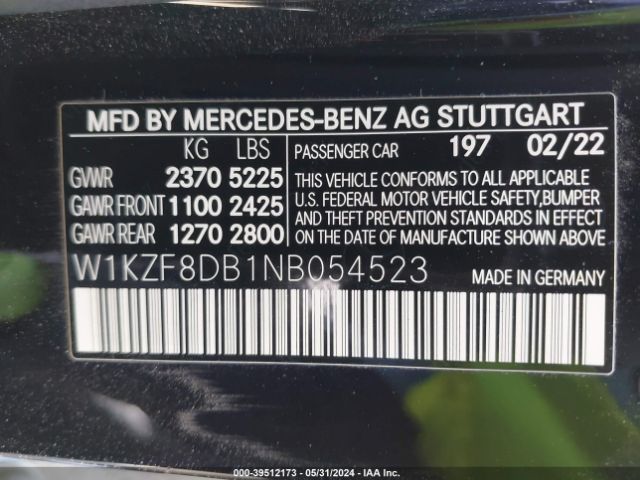 MFD BY MERCEDES-BENZ AG STUTTGART
KG LBS PASSENGER CAR 197 02/22
GVWR 2370 5225
GAWR FRONT 1100 2425
GAWR REAR 1270 2800
THIS VEHICLE CONFORMS TO ALL APPLICABLE
U.S. FEDERAL MOTOR VEHICLE SAFETY,BUMPER
AND THEFT PREVENTION STANDARDS IN EFFECT
ON THE DATE OF MANUFACTURE SHOWN ABOVE.
W1KZF8DB1NB054523 MADE IN GERMANY
000-39512173 - 05/31/2024 - IAA Inc.